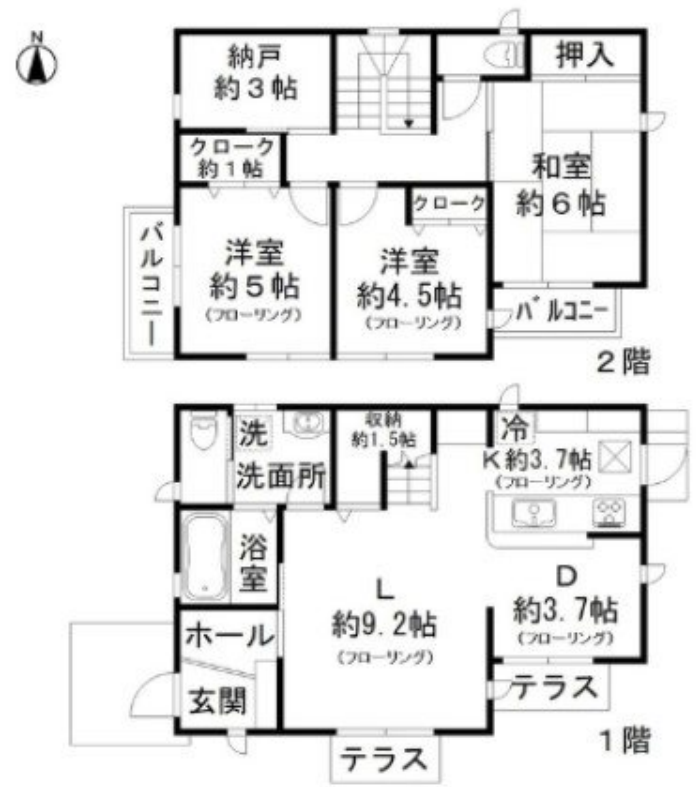 N
納戸
約3帖
押入
クローク
約1帖
和室
約6帖
クローク
バルコニー
洋室
約5帖
(フローリング)
洋室
約4.5帖
(フローリング)
バルコニー
2階
洗
洗面所
収納
約1.5帖
冷
K約3.7帖
(フローリング)
浴室
L
約9.2帖
(フローリング)
D
約3.7帖
(フローリング)
ホール
玄関
テラス
テラス
1階